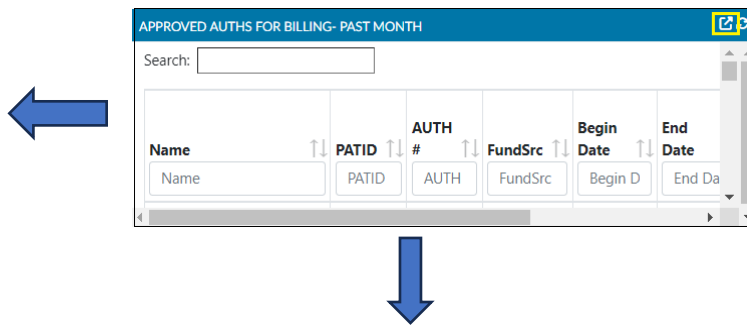 APPROVED AUTHS FOR BILLING- PAST MONTH
Search:
Name PATID AUTH # FundSrc Begin Date End Date
Name PATID AUTH FundSrc Begin D End Da